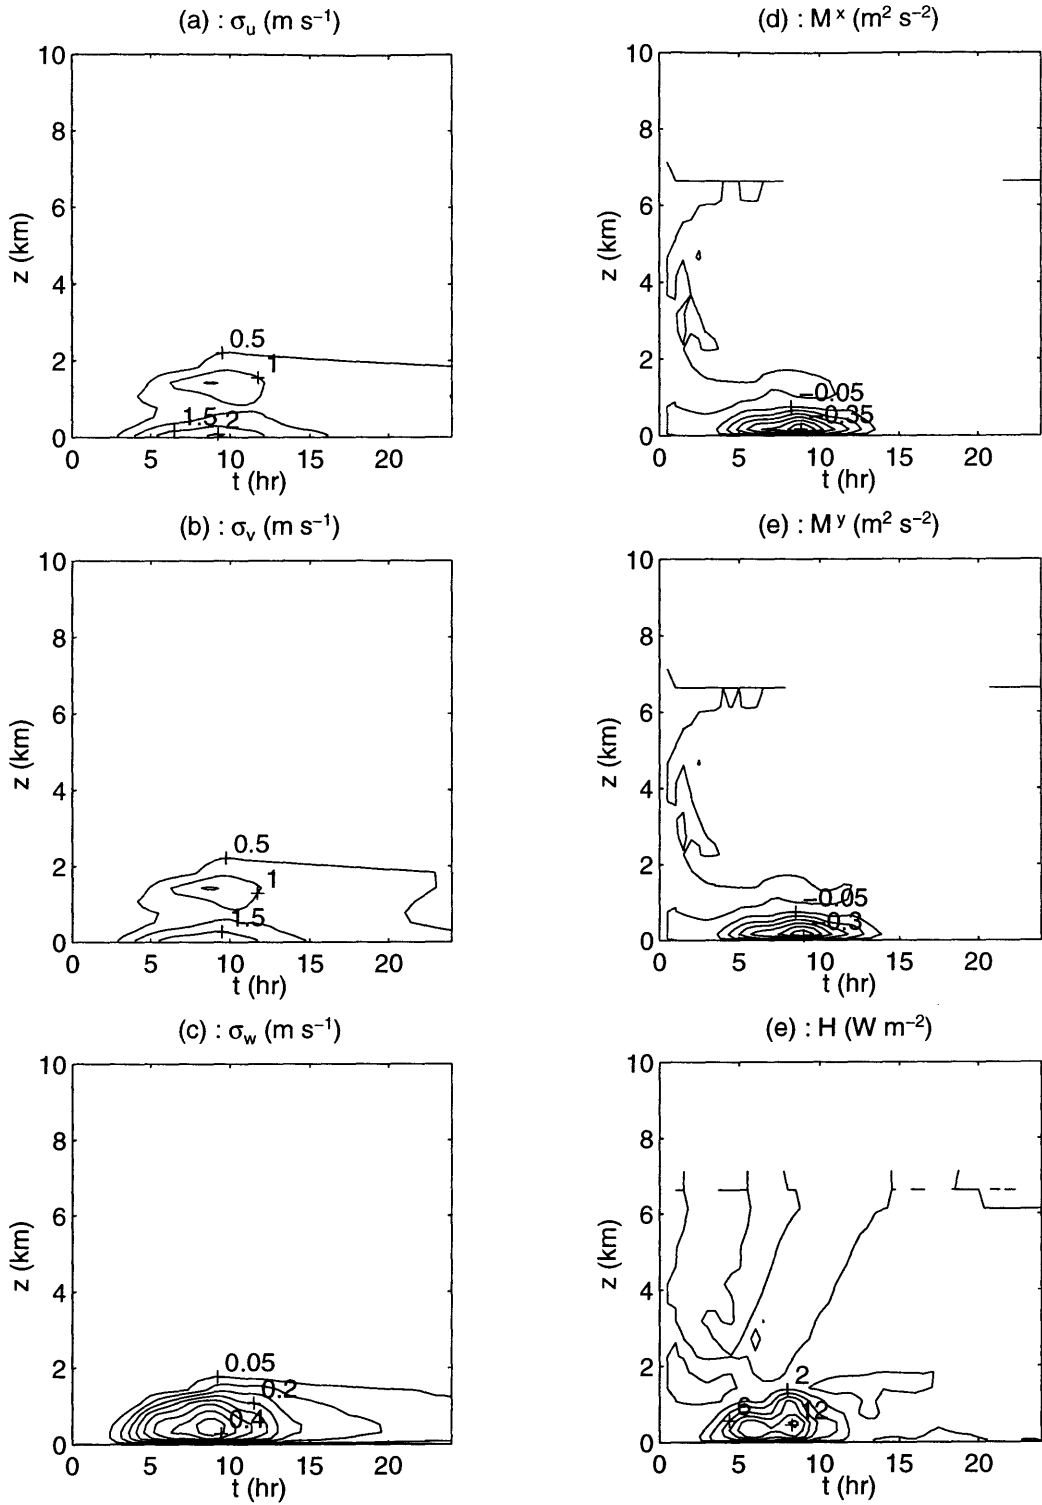 (a) : σu (m s⁻¹)
10
8
6
4
2
0
z (km)
0.5
1
1.5
2
0 5 10 15 20
t (hr)
(d) : M x (m² s⁻²)
10
8
6
4
2
0
z (km)
−0.05
−0.35
0 5 10 15 20
t (hr)
(b) : σv (m s⁻¹)
10
8
6
4
2
0
z (km)
0.5
1
1.5
0 5 10 15 20
t (hr)
(e) : M y (m² s⁻²)
10
8
6
4
2
0
z (km)
−0.05
−0.3
0 5 10 15 20
t (hr)
(c) : σw (m s⁻¹)
10
8
6
4
2
0
z (km)
0.05
0.2
0.4
0 5 10 15 20
t (hr)
(e) : H (W m⁻²)
10
8
6
4
2
0
z (km)
2
6
12
0 5 10 15 20
t (hr)